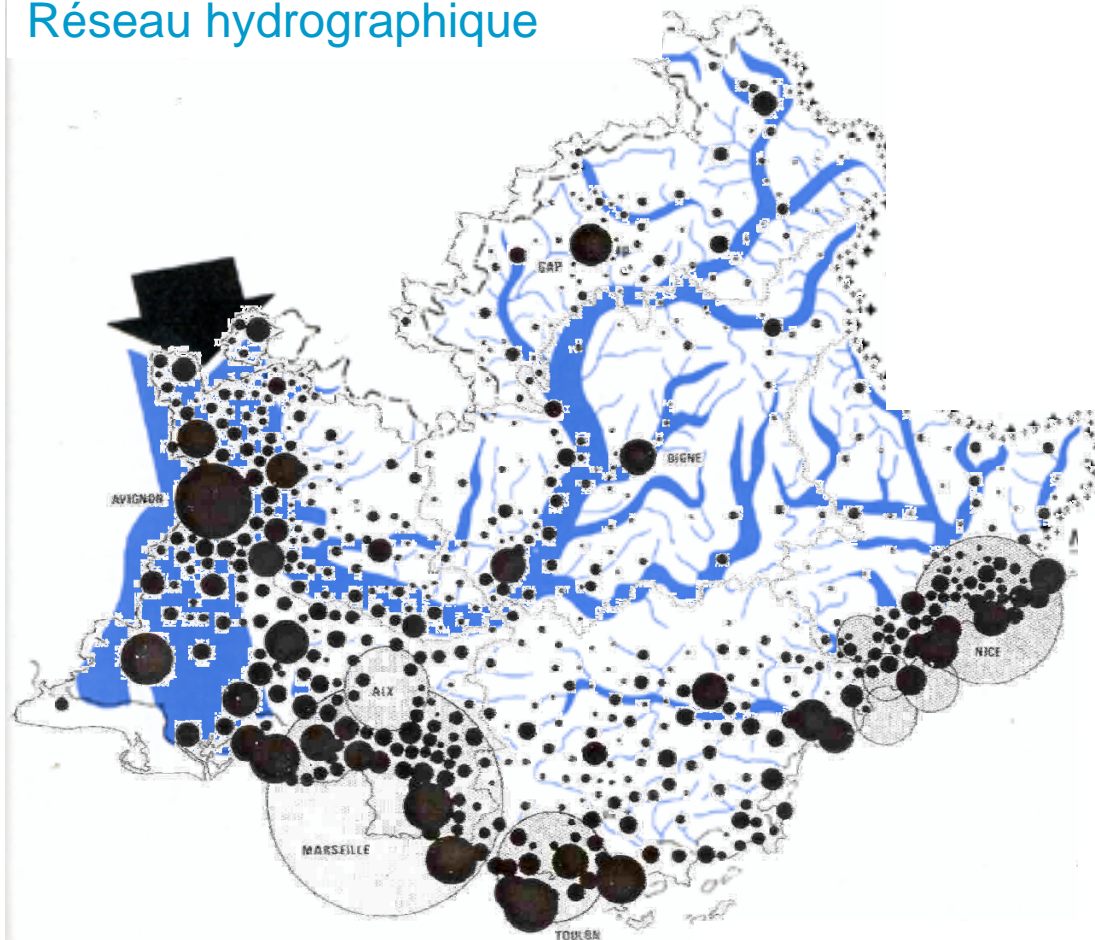 Réseau hydrographique
GAP
DIGNE
AVIGNON
NICE
AIX
MARSEILLE
TOULON